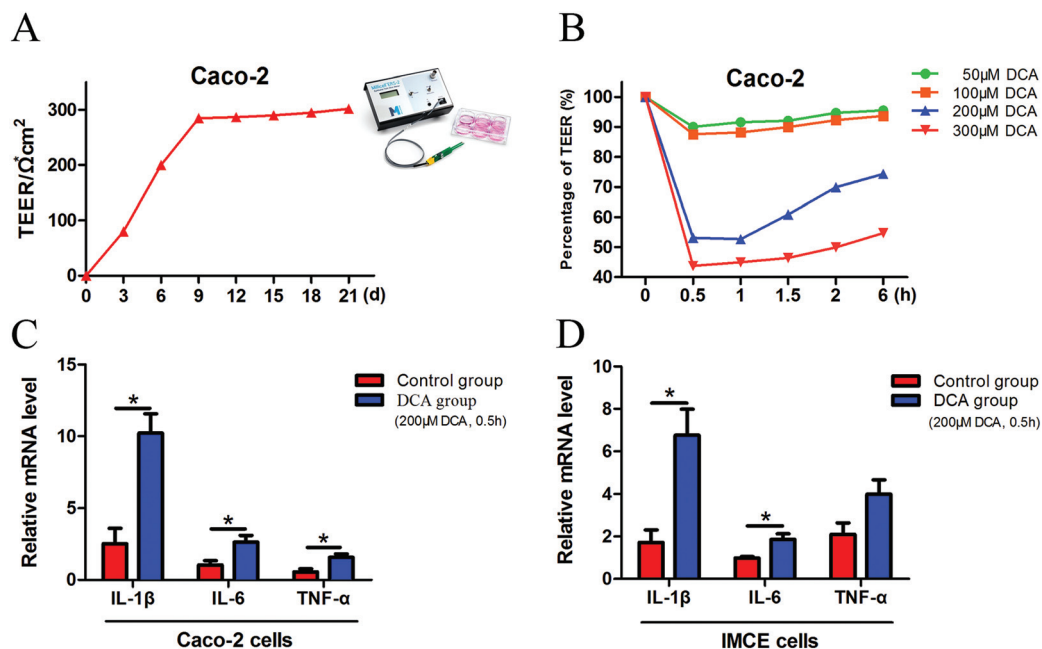 A
Caco-2
TEER/Ω*cm²
300
200
100
0
0 3 6 9 12 15 18 21 (d)
B
Caco-2
Percentage of TEER (%)
100
90
80
70
60
50
40
0 0.5 1 1.5 2 6 (h)
50μM DCA
100μM DCA
200μM DCA
300μM DCA
C
Relative mRNA level
15
10
5
0
* * *
Control group
DCA group
(200μM DCA, 0.5h)
IL-1β IL-6 TNF-α
Caco-2 cells
D
Relative mRNA level
10
8
6
4
2
0
* *
Control group
DCA group
(200μM DCA, 0.5h)
IL-1β IL-6 TNF-α
IMCE cells